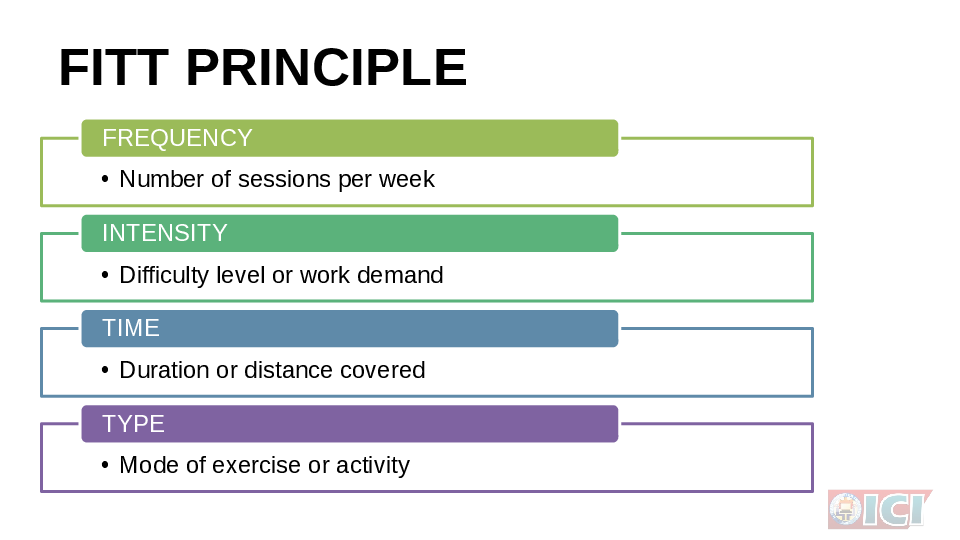 FITT PRINCIPLE
FREQUENCY
• Number of sessions per week
INTENSITY
• Difficulty level or work demand
TIME
• Duration or distance covered
TYPE
• Mode of exercise or activity
ICI